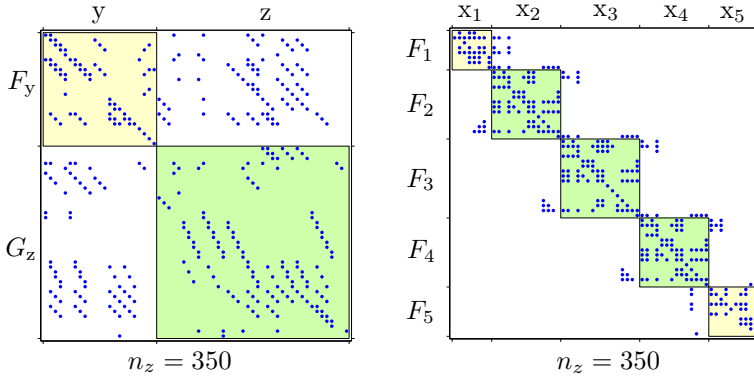 y z
F_y
G_z
n_z = 350
x_1 x_2 x_3 x_4 x_5
F_1
F_2
F_3
F_4
F_5
n_z = 350